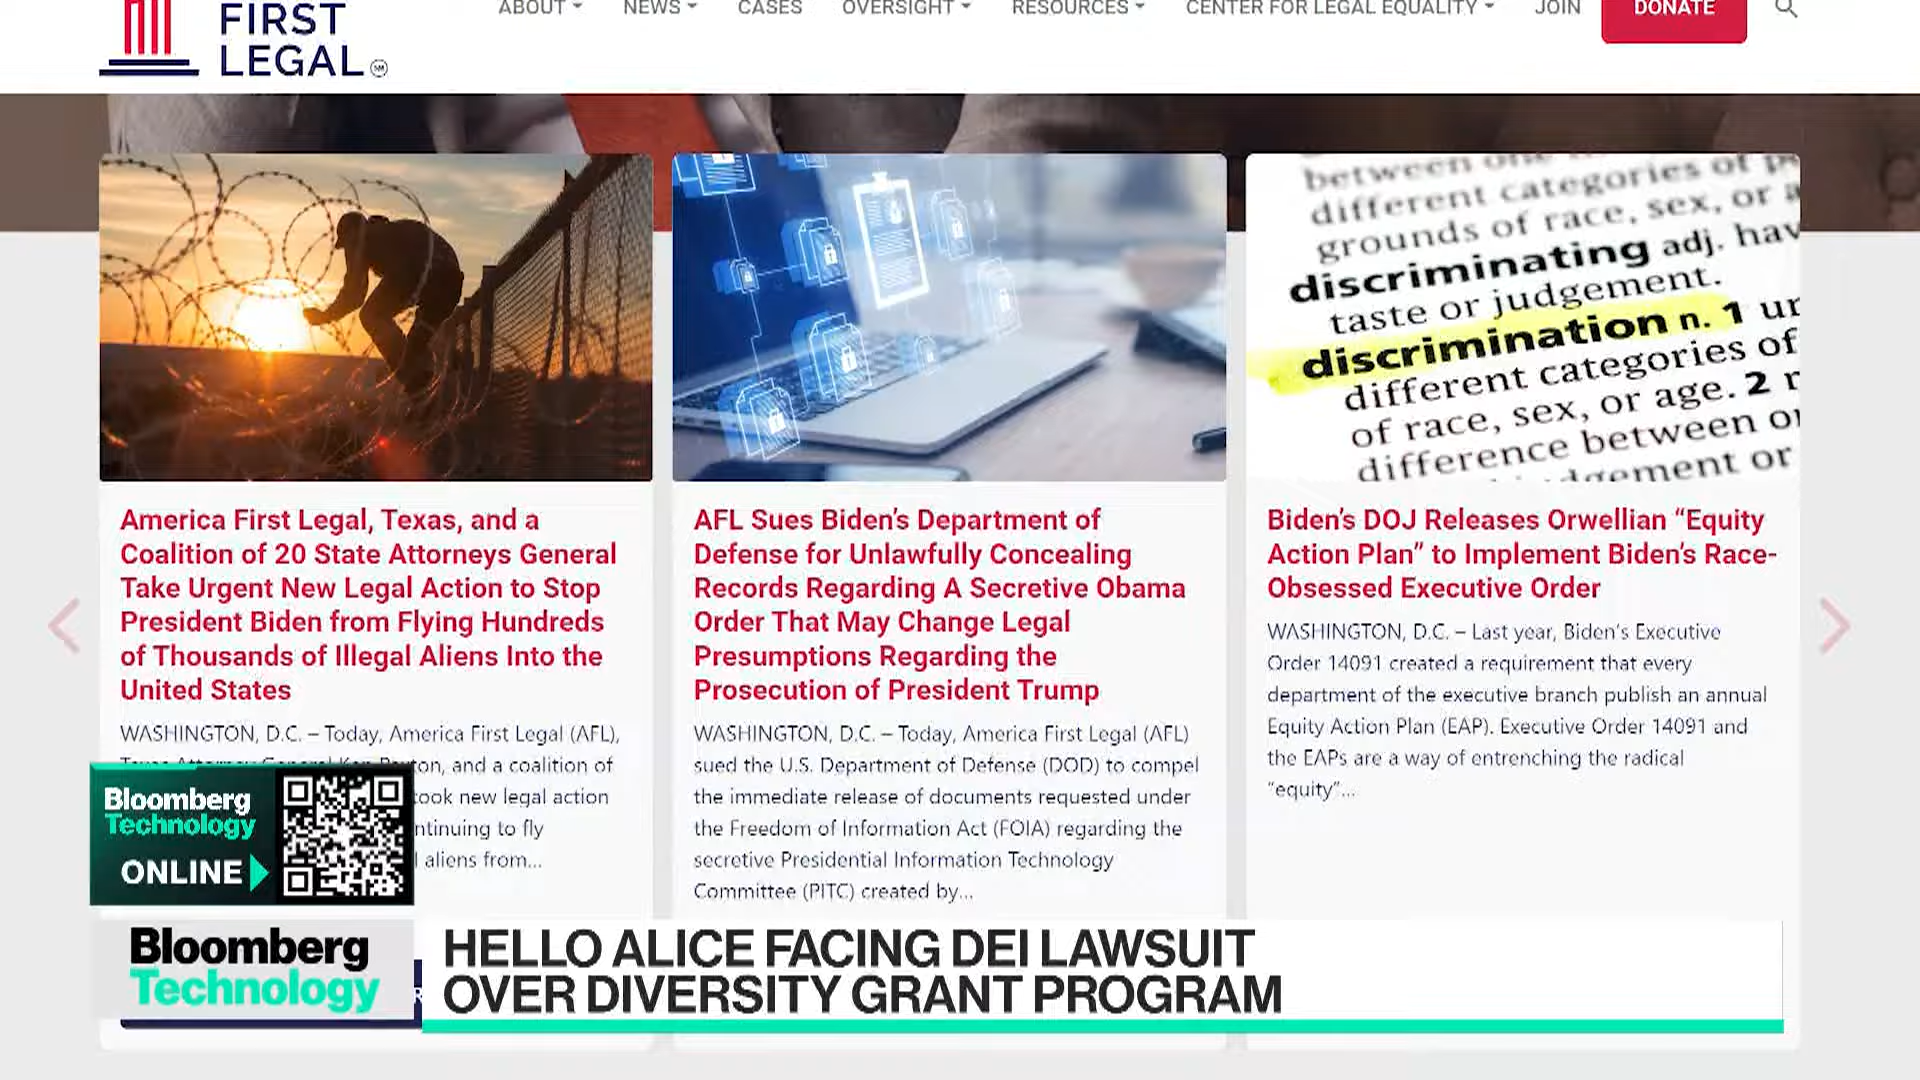 FIRST
LEGAL SM
ABOUT
NEWS
CASES
OVERSIGHT
RESOURCES
CENTER FOR LEGAL EQUALITY
JOIN
DONATE
between one
different categories of
grounds of race, sex, or a
discriminating adj. hav
taste or judgement.
discrimination n. 1 ur
different categories of
of race, sex, or age. 2 r
difference between or
judgement or
America First Legal, Texas, and a
Coalition of 20 State Attorneys General
Take Urgent New Legal Action to Stop
President Biden from Flying Hundreds
of Thousands of Illegal Aliens Into the
United States
WASHINGTON, D.C. – Today, America First Legal (AFL),
Texas Attorney General Ken Paxton, and a coalition of
took new legal action
ntinuing to fly
l aliens from...
AFL Sues Biden's Department of
Defense for Unlawfully Concealing
Records Regarding A Secretive Obama
Order That May Change Legal
Presumptions Regarding the
Prosecution of President Trump
WASHINGTON, D.C. – Today, America First Legal (AFL)
sued the U.S. Department of Defense (DOD) to compel
the immediate release of documents requested under
the Freedom of Information Act (FOIA) regarding the
secretive Presidential Information Technology
Committee (PITC) created by...
Biden's DOJ Releases Orwellian “Equity
Action Plan” to Implement Biden's Race-
Obsessed Executive Order
WASHINGTON, D.C. – Last year, Biden's Executive
Order 14091 created a requirement that every
department of the executive branch publish an annual
Equity Action Plan (EAP). Executive Order 14091 and
the EAPs are a way of entrenching the radical
“equity”...
Bloomberg
Technology
ONLINE
Bloomberg
Technology
HELLO ALICE FACING DEI LAWSUIT
OVER DIVERSITY GRANT PROGRAM